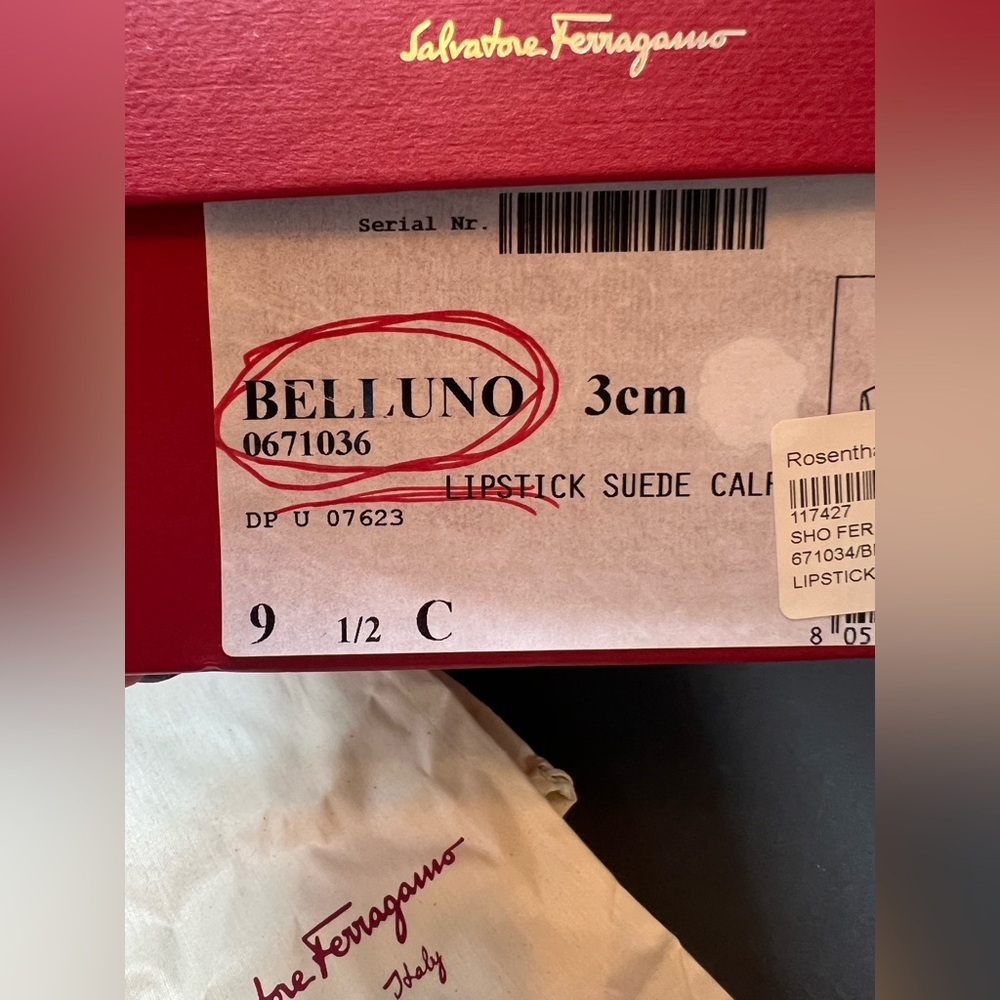 Salvatore Ferragamo
Serial Nr.
BELLUNO 3cm
0671036
LIPSTICK SUEDE CALF
DP U 07623
9 1/2 C
Rosentha
117427
SHO FER
671034/B
LIPSTICK
8 05
Ferragamo
Italy